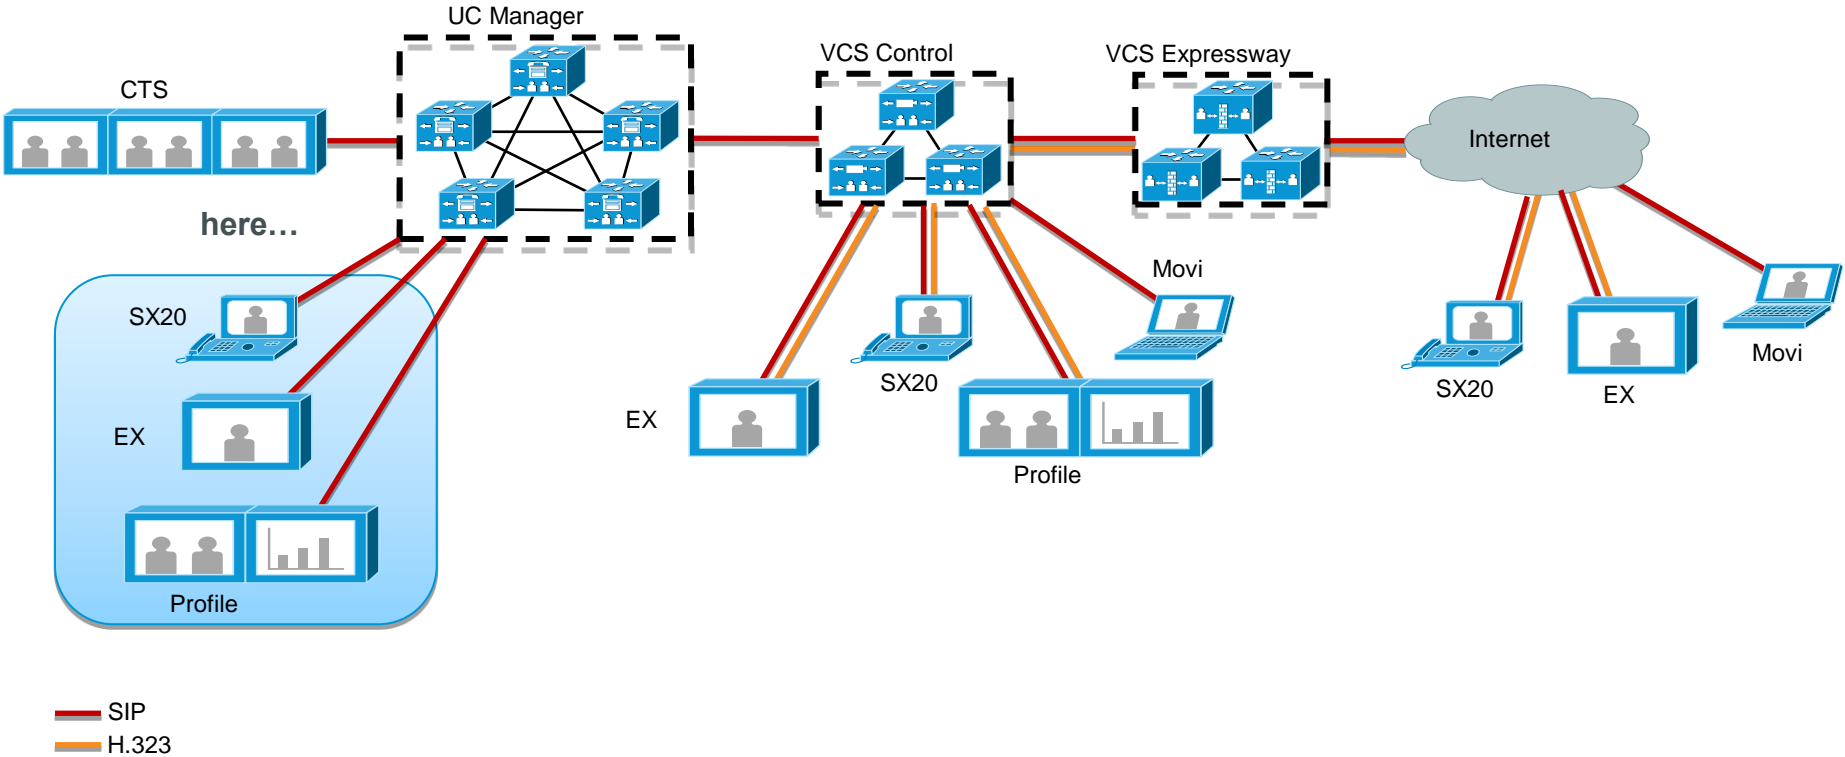 UC Manager
VCS Control
VCS Expressway
CTS
Internet
here...
Movi
SX20
SX20
EX
Movi
SX20
EX
EX
Profile
Profile
SIP
H.323